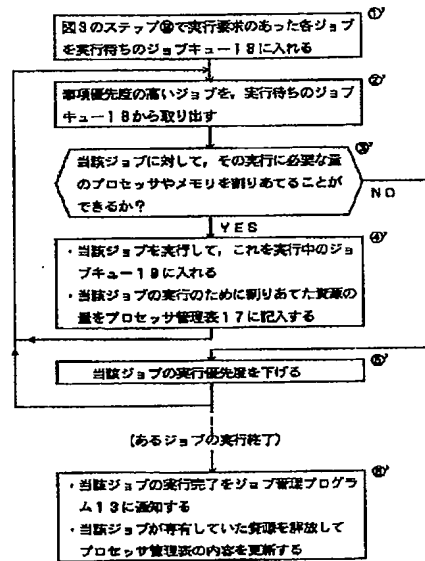 ①'
図3のステップ⑩で実行要求のあった各ジョブ
を実行待ちのジョブキュー18に入れる
②'
事項優先度の高いジョブを,実行待ちのジョブ
キュー18から取り出す
③'
当該ジョブに対して,その実行に必要な量
のプロセッサやメモリを割りあてることが
できるか?
NO
YES
④'
・当該ジョブを実行して,これを実行中のジョ
ブキュー19に入れる
・当該ジョブの実行のために割りあてた資源の
量をプロセッサ管理表17に記入する
⑤'
当該ジョブの実行優先度を下げる
(あるジョブの実行終了)
⑥'
・当該ジョブの実行完了をジョブ管理プログラ
ム13に通知する
・当該ジョブが専有していた資源を解放して
プロセッサ管理表の内容を更新する